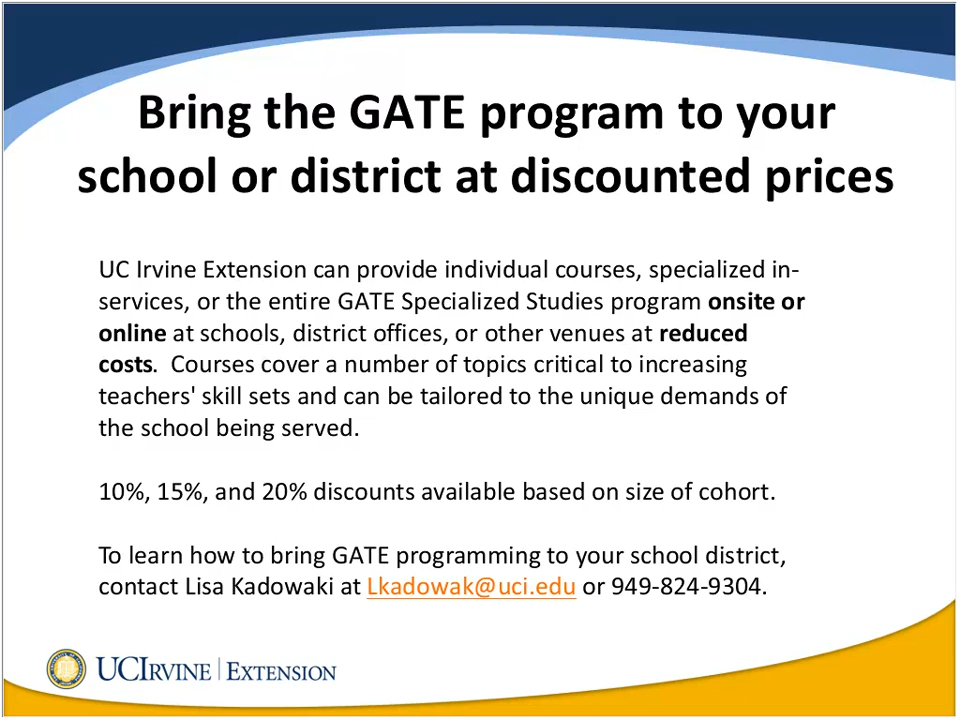 Bring the GATE program to your
school or district at discounted prices
UC Irvine Extension can provide individual courses, specialized in-
services, or the entire GATE Specialized Studies program onsite or
online at schools, district offices, or other venues at reduced
costs.  Courses cover a number of topics critical to increasing
teachers' skill sets and can be tailored to the unique demands of
the school being served.
10%, 15%, and 20% discounts available based on size of cohort.
To learn how to bring GATE programming to your school district,
contact Lisa Kadowaki at Lkadowak@uci.edu or 949-824-9304.
UCIRVINE | EXTENSION